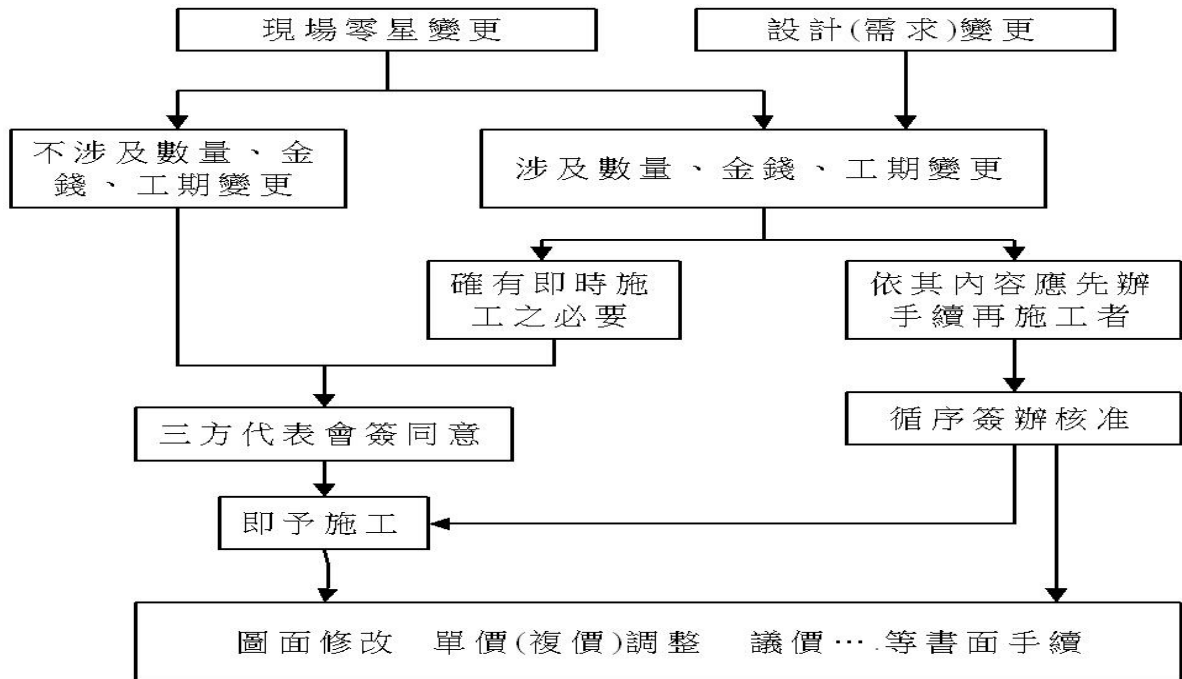 現場零星變更
設計(需求)變更
不涉及數量、金
錢、工期變更
涉及數量、金錢、工期變更
確有即時施
工之必要
依其內容應先辦
手續再施工者
三方代表會簽同意
循序簽辦核准
即予施工
圖面修改 單價(複價)調整 議價….等書面手續